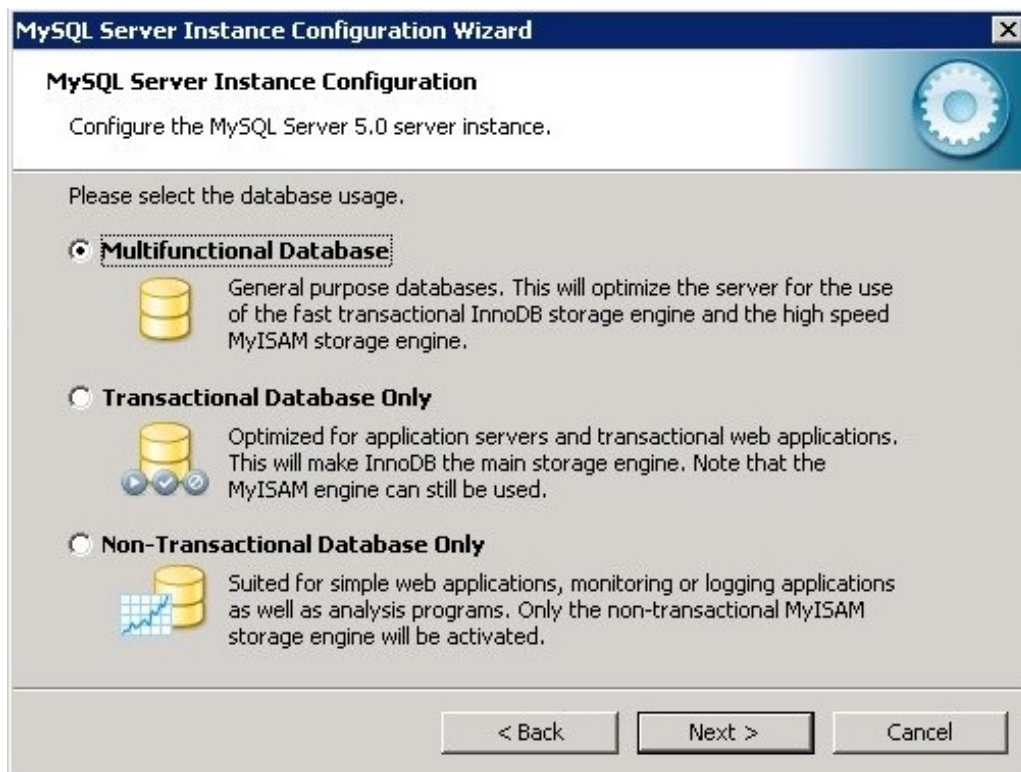 MySQL Server Instance Configuration Wizard
MySQL Server Instance Configuration
Configure the MySQL Server 5.0 server instance.
Please select the database usage.
Multifunctional Database
General purpose databases. This will optimize the server for the use
of the fast transactional InnoDB storage engine and the high speed
MyISAM storage engine.
Transactional Database Only
Optimized for application servers and transactional web applications.
This will make InnoDB the main storage engine. Note that the
MyISAM engine can still be used.
Non-Transactional Database Only
Suited for simple web applications, monitoring or logging applications
as well as analysis programs. Only the non-transactional MyISAM
storage engine will be activated.
< Back
Next >
Cancel